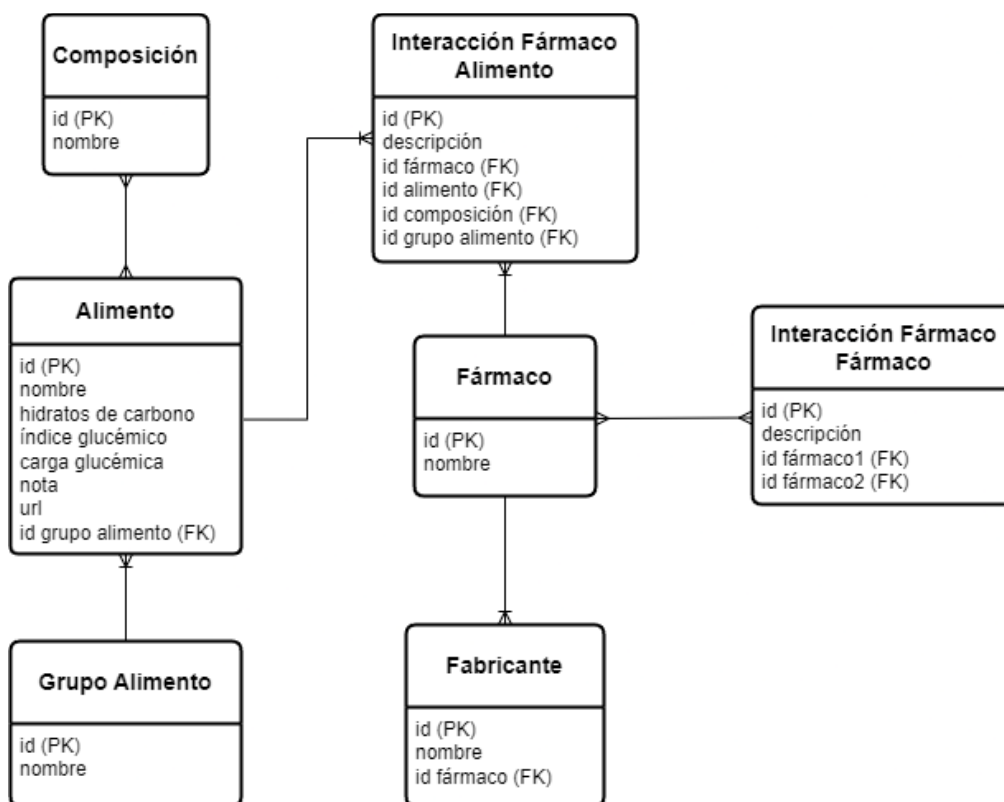 Composición
id (PK)
nombre
Interacción Fármaco
Alimento
id (PK)
descripción
id fármaco (FK)
id alimento (FK)
id composición (FK)
id grupo alimento (FK)
Alimento
id (PK)
nombre
hidratos de carbono
índice glucémico
carga glucémica
nota
url
id grupo alimento (FK)
Fármaco
id (PK)
nombre
Interacción Fármaco
Fármaco
id (PK)
descripción
id fármaco1 (FK)
id fármaco2 (FK)
Grupo Alimento
id (PK)
nombre
Fabricante
id (PK)
nombre
id fármaco (FK)